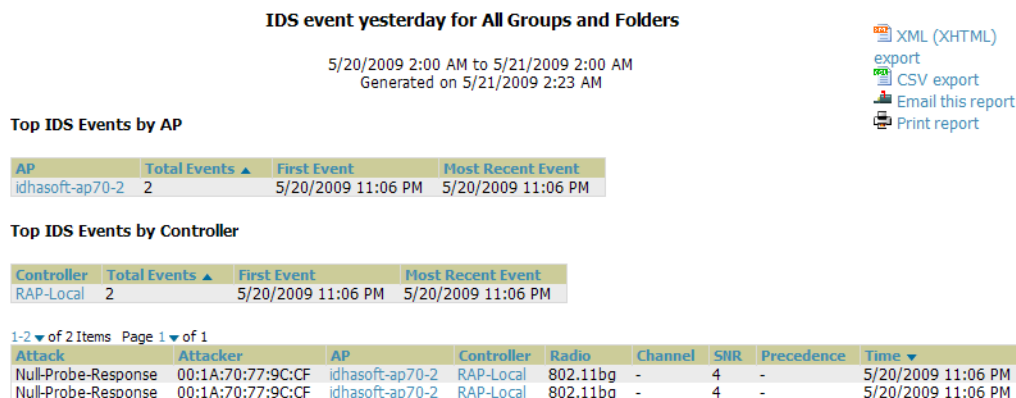 IDS event yesterday for All Groups and Folders
5/20/2009 2:00 AM to 5/21/2009 2:00 AM
Generated on 5/21/2009 2:23 AM
XML (XHTML)
export
CSV export
Email this report
Print report
Top IDS Events by AP
AP Total Events ▲ First Event Most Recent Event
idhasoft-ap70-2 2 5/20/2009 11:06 PM 5/20/2009 11:06 PM
Top IDS Events by Controller
Controller Total Events ▲ First Event Most Recent Event
RAP-Local 2 5/20/2009 11:06 PM 5/20/2009 11:06 PM
1-2 ▼ of 2 Items Page 1 ▼ of 1
Attack Attacker AP Controller Radio Channel SNR Precedence Time ▼
Null-Probe-Response 00:1A:70:77:9C:CF idhasoft-ap70-2 RAP-Local 802.11bg - 4 - 5/20/2009 11:06 PM
Null-Probe-Response 00:1A:70:77:9C:CF idhasoft-ap70-2 RAP-Local 802.11bg - 4 - 5/20/2009 11:06 PM